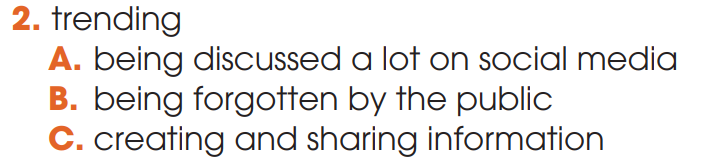 2. trending
A. being discussed a lot on social media
B. being forgotten by the public
C. creating and sharing information